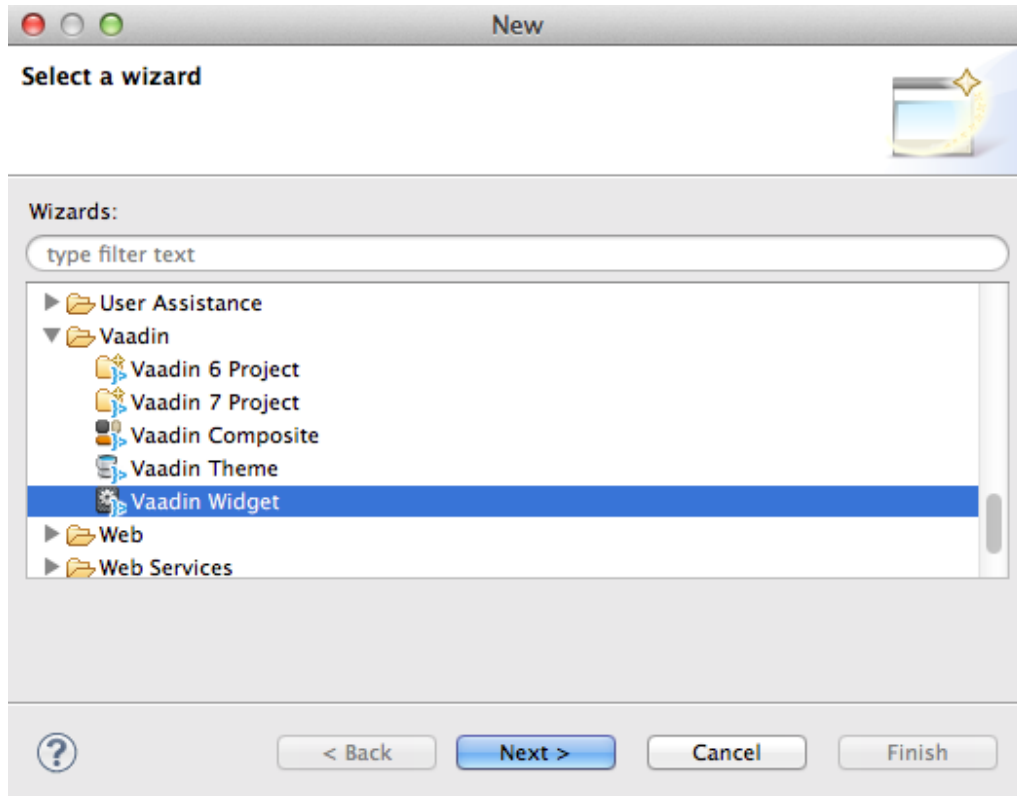 New
Select a wizard
Wizards:
type filter text
User Assistance
Vaadin
Vaadin 6 Project
Vaadin 7 Project
Vaadin Composite
Vaadin Theme
Vaadin Widget
Web
Web Services
?
< Back
Next >
Cancel
Finish